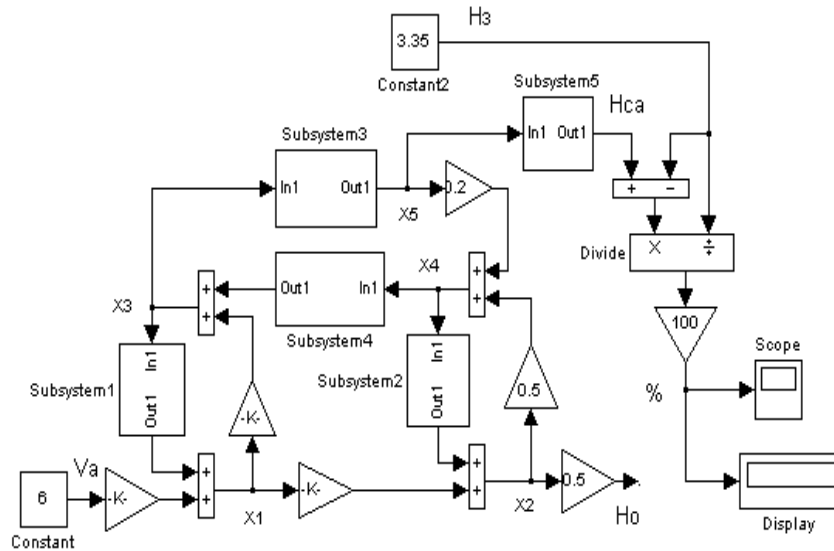 H3
3.35
Constant2
Subsystem5
Hca
In1 Out1
Subsystem3
In1 Out1
0.2
+ −
X5
Divide
X ÷
X4
+
+
Out1 In1
Subsystem4
X3
+
+
100
Scope
Subsystem1
In1
Out1
Subsystem2
In1
Out1
-K-
0.5
%
Va
6
Constant
-K-
+
+
X1
-K-
+
+
X2
0.5
Ho
Display